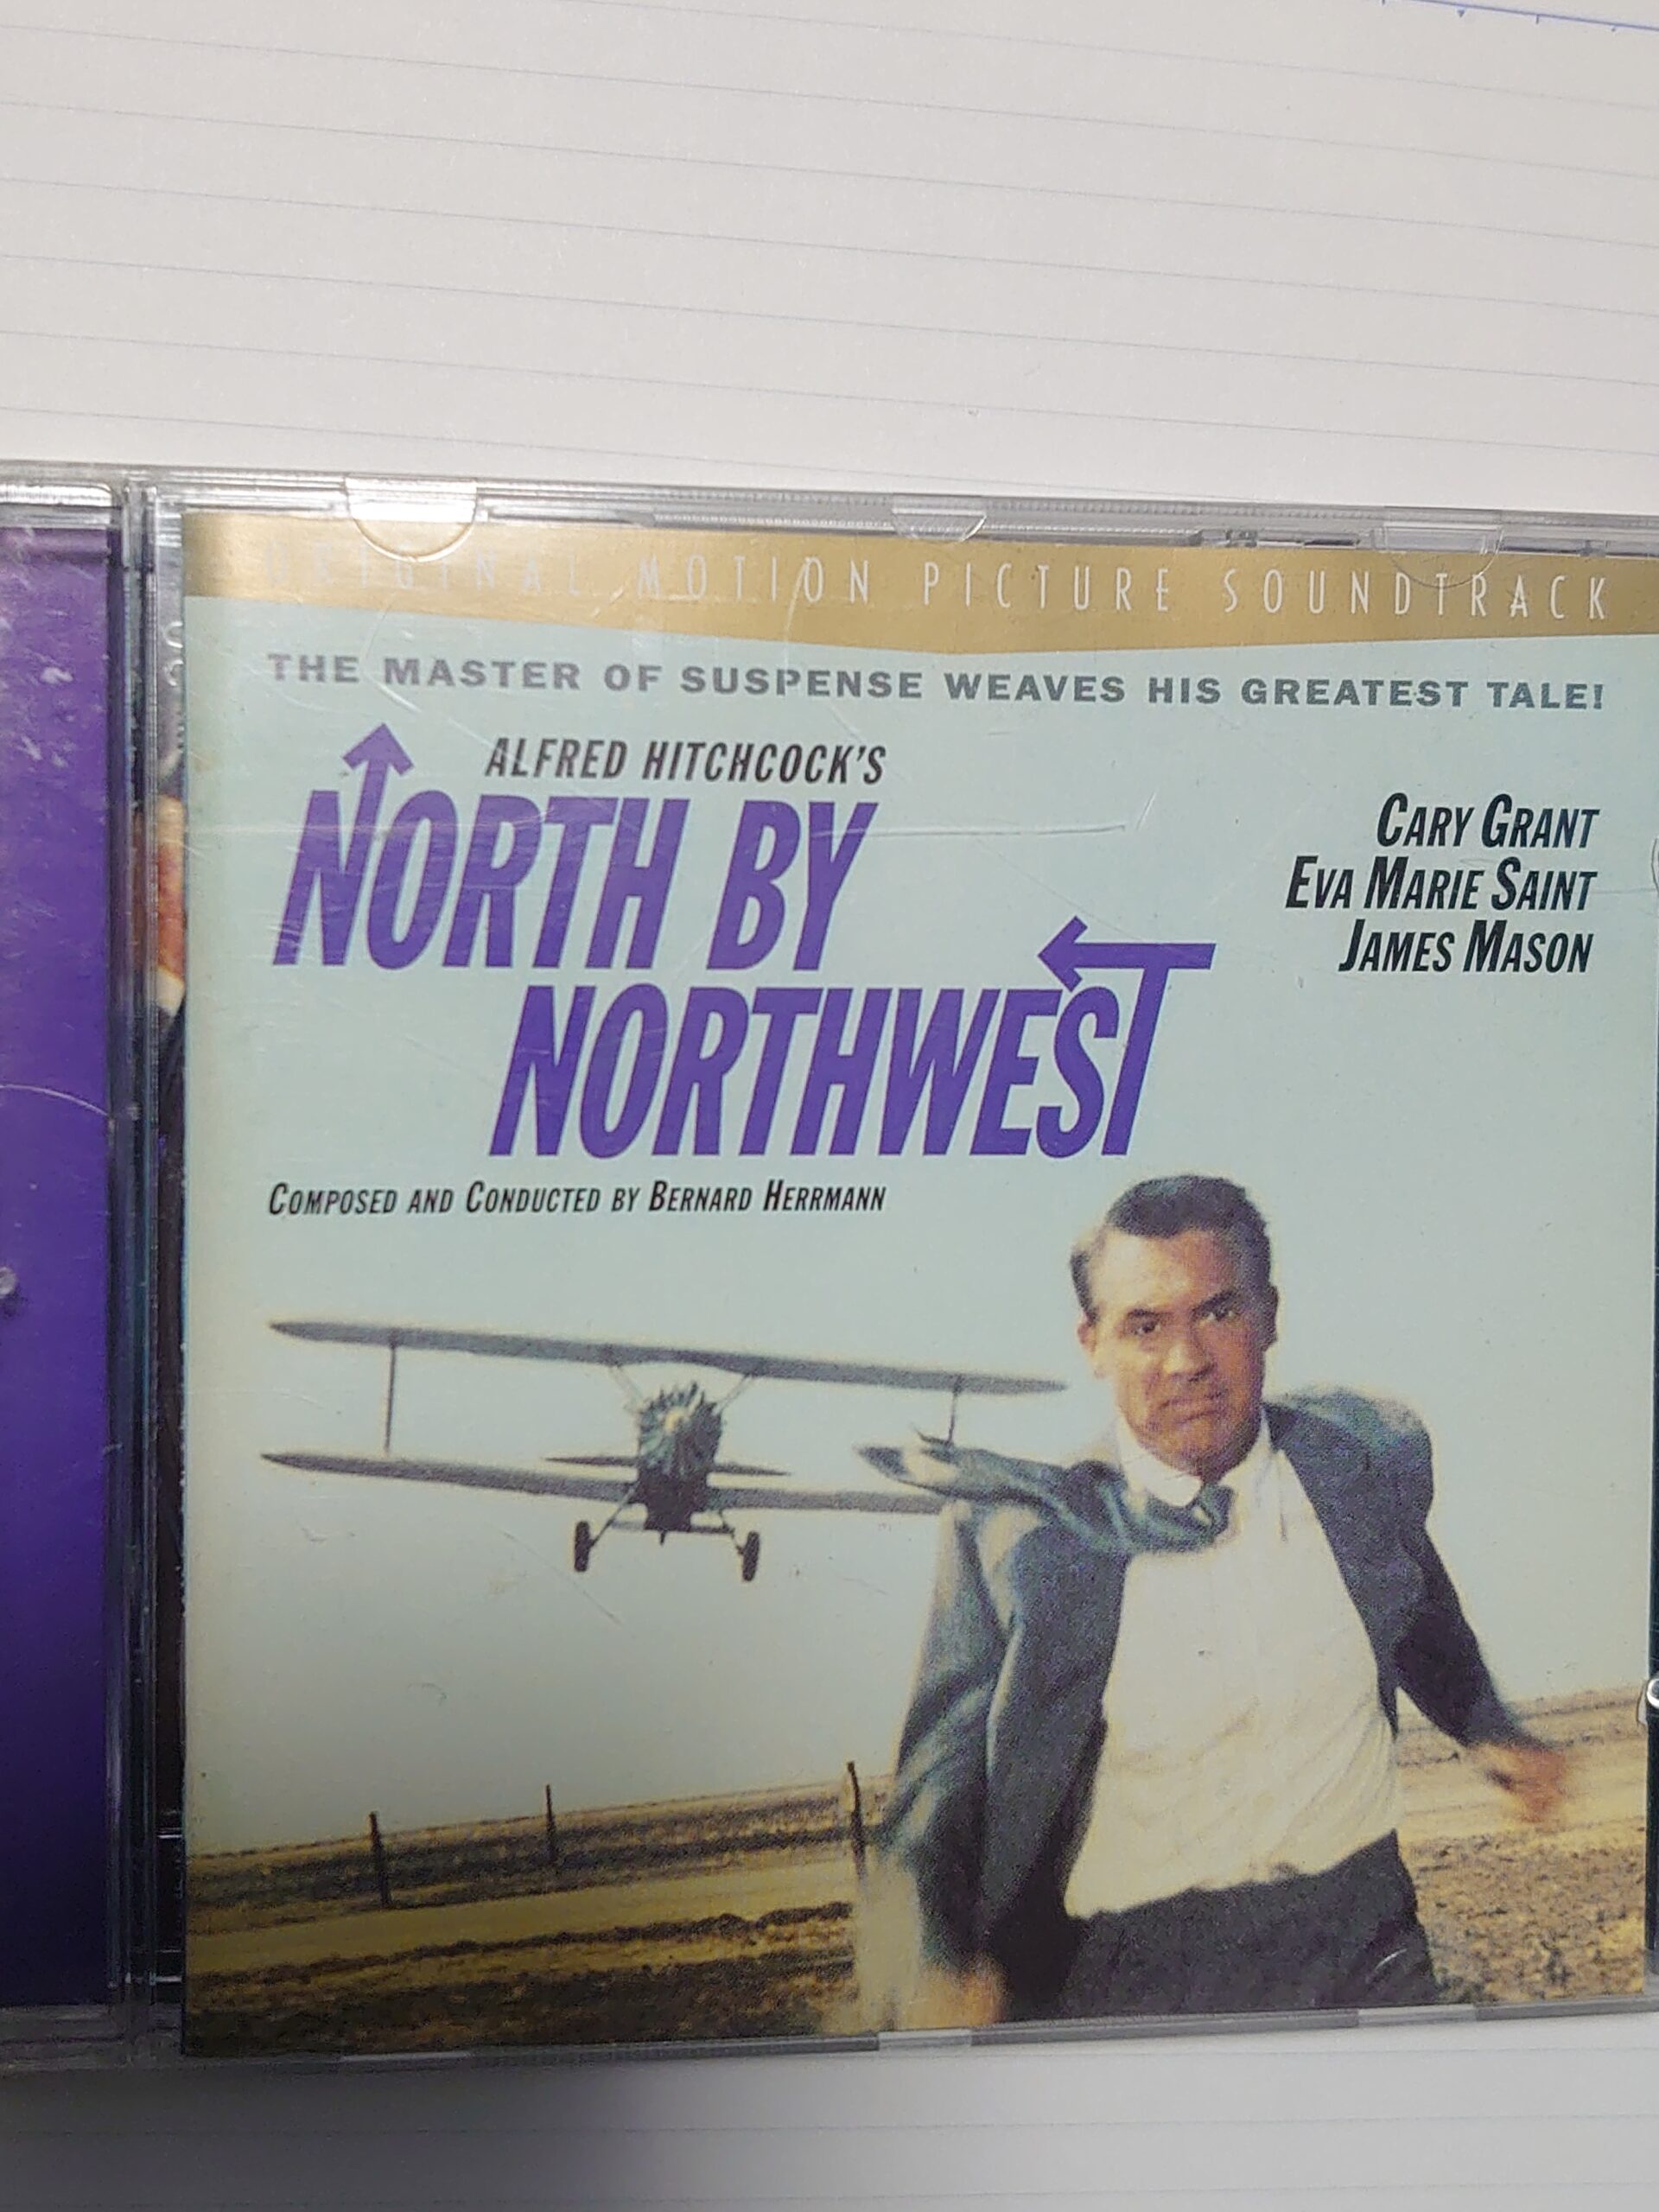 ORIGINAL MOTION PICTURE SOUNDTRACK
THE MASTER OF SUSPENSE WEAVES HIS GREATEST TALE!
ALFRED HITCHCOCK'S
NORTH BY
NORTHWEST
CARY GRANT
EVA MARIE SAINT
JAMES MASON
COMPOSED AND CONDUCTED BY BERNARD HERRMANN